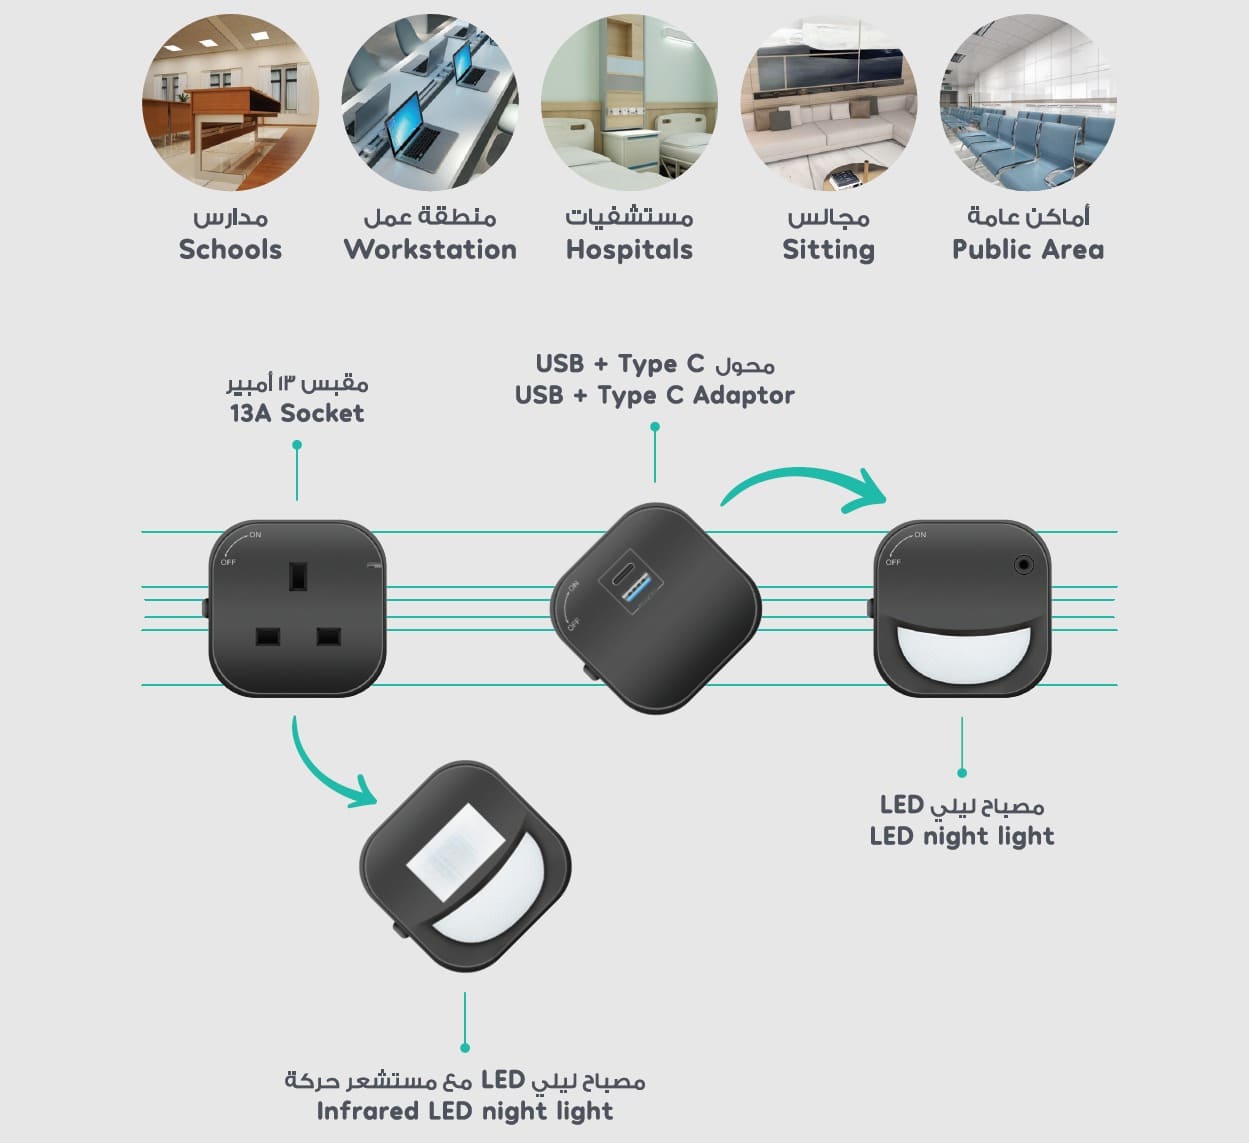 مدارس
Schools
منطقة عمل
Workstation
مستشفيات
Hospitals
مجالس
Sitting
أماكن عامة
Public Area
مقبس ١٣ أمبير
13A Socket
محول USB + Type C
USB + Type C Adaptor
ON
OFF
ON
OFF
ON
OFF
مصباح ليلي LED
LED night light
مصباح ليلي LED مع مستشعر حركة
Infrared LED night light